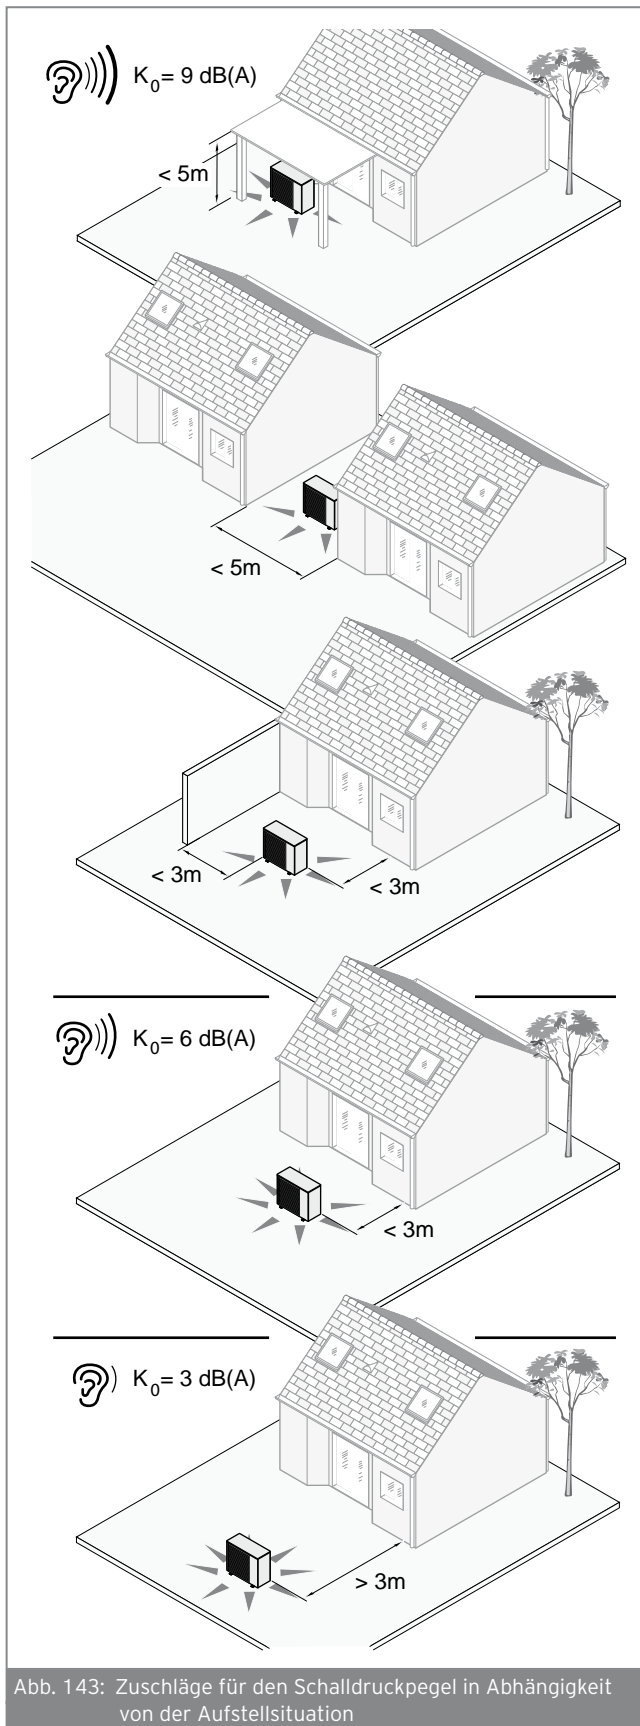 K₀= 9 dB(A)
< 5m
< 5m
< 3m
< 3m
K₀= 6 dB(A)
< 3m
K₀= 3 dB(A)
> 3m
Abb. 143: Zuschläge für den Schalldruckpegel in Abhängigkeit
von der Aufstellsituation